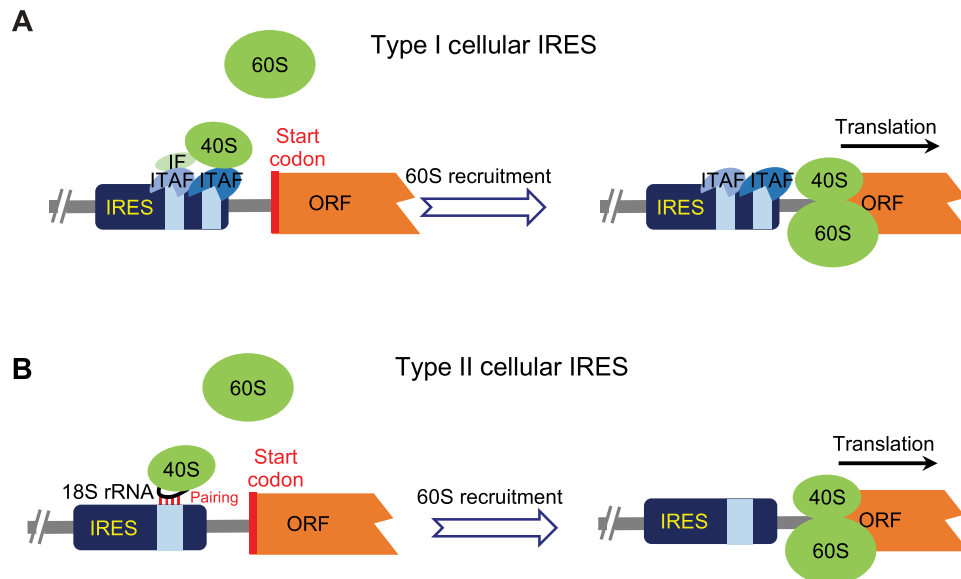 A
Type I cellular IRES
60S
40S
IF
ITAF
ITAF
Start
codon
IRES
ORF
60S recruitment
Translation
ITAF
ITAF
40S
IRES
ORF
60S
B
Type II cellular IRES
60S
40S
Start
codon
18S rRNA
Pairing
IRES
ORF
60S recruitment
Translation
40S
IRES
ORF
60S